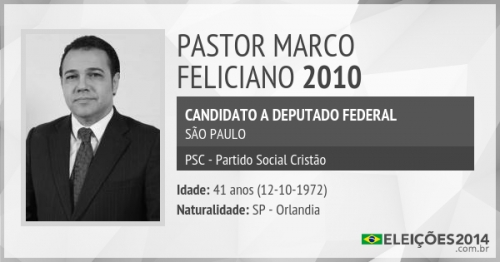 PASTOR MARCO
FELICIANO 2010
CANDIDATO A DEPUTADO FEDERAL
SÃO PAULO
PSC - Partido Social Cristão
Idade: 41 anos (12-10-1972)
Naturalidade: SP - Orlandia
ELEIÇÕES2014
.com.br